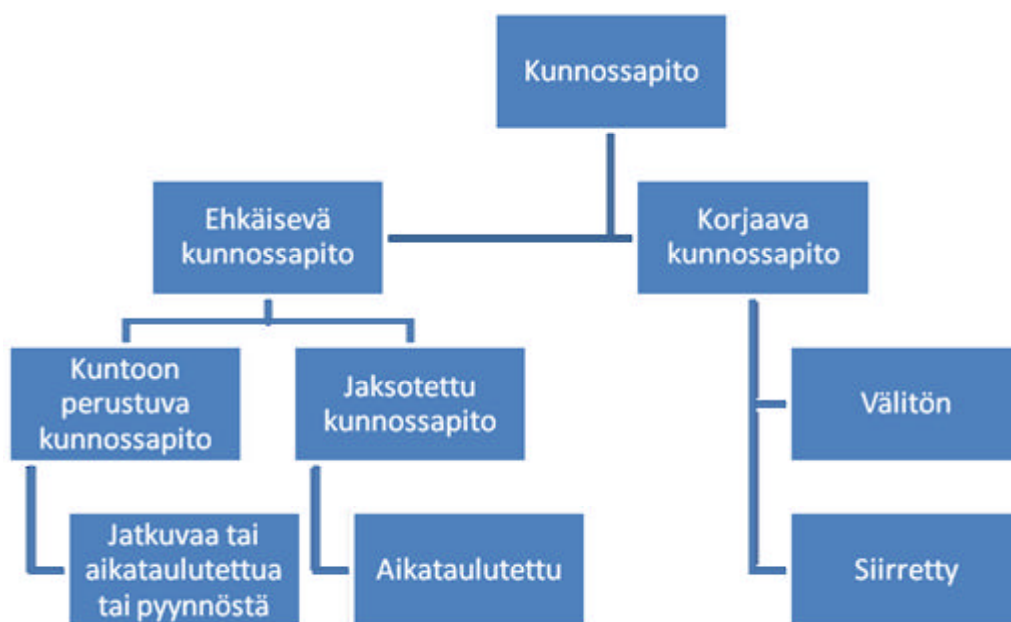 Kunnossapito
Ehkäisevä
kunnossapito
Korjaava
kunnossapito
Kuntoon
perustuva
kunnossapito
Jaksotettu
kunnossapito
Välitön
Jatkuvaa tai
aikataulutettua
tai pyynnöstä
Aikataulutettu
Siirretty